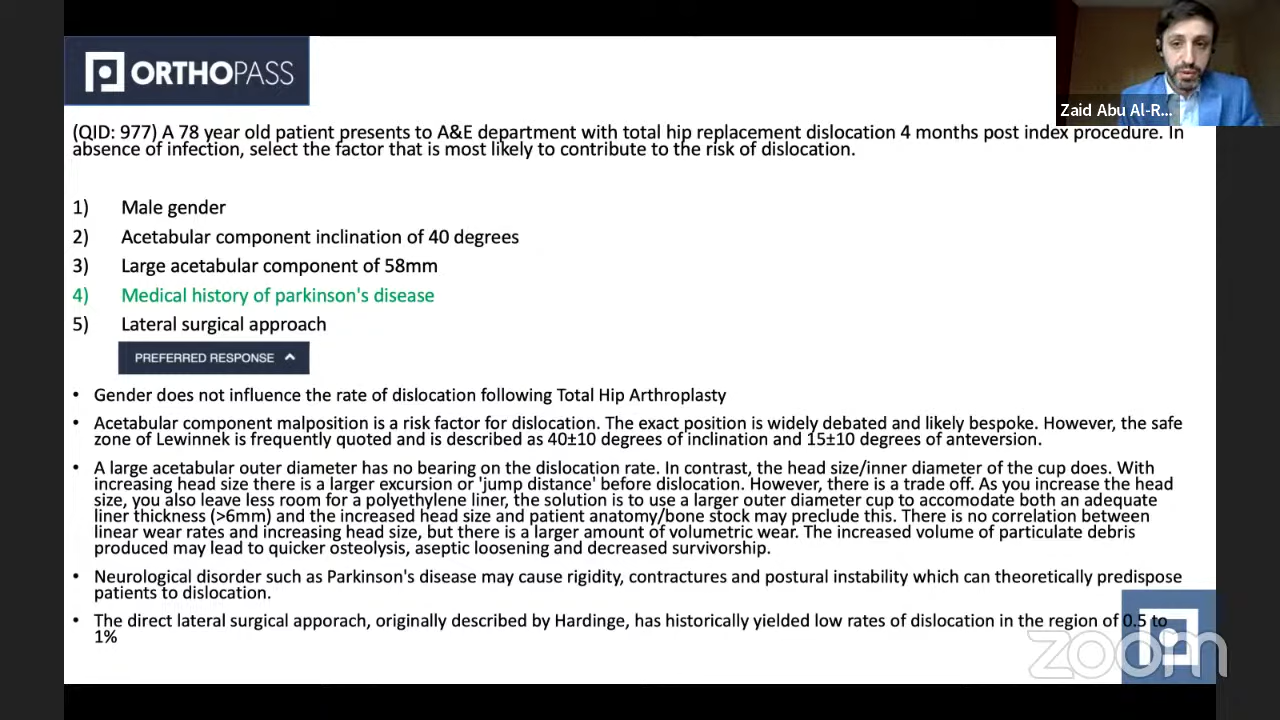 ORTHOPASS
Zaid Abu Al-R...
(QID: 977) A 78 year old patient presents to A&E department with total hip replacement dislocation 4 months post index procedure. In
absence of infection, select the factor that is most likely to contribute to the risk of dislocation.
1) Male gender
2) Acetabular component inclination of 40 degrees
3) Large acetabular component of 58mm
4) Medical history of parkinson's disease
5) Lateral surgical approach
PREFERRED RESPONSE
• Gender does not influence the rate of dislocation following Total Hip Arthroplasty
• Acetabular component malposition is a risk factor for dislocation. The exact position is widely debated and likely bespoke. However, the safe
zone of Lewinnek is frequently quoted and is described as 40±10 degrees of inclination and 15±10 degrees of anteversion.
• A large acetabular outer diameter has no bearing on the dislocation rate. In contrast, the head size/inner diameter of the cup does. With
increasing head size there is a larger excursion or 'jump distance' before dislocation. However, there is a trade off. As you increase the head
size, you also leave less room for a polyethylene liner, the solution is to use a larger outer diameter cup to accomodate both an adequate
liner thickness (>6mm) and the increased head size and patient anatomy/bone stock may preclude this. There is no correlation between
linear wear rates and increasing head size, but there is a larger amount of volumetric wear. The increased volume of particulate debris
produced may lead to quicker osteolysis, aseptic loosening and decreased survivorship.
• Neurological disorder such as Parkinson's disease may cause rigidity, contractures and postural instability which can theoretically predispose
patients to dislocation.
• The direct lateral surgical apporach, originally described by Hardinge, has historically yielded low rates of dislocation in the region of 0.5 to
1%
zoom